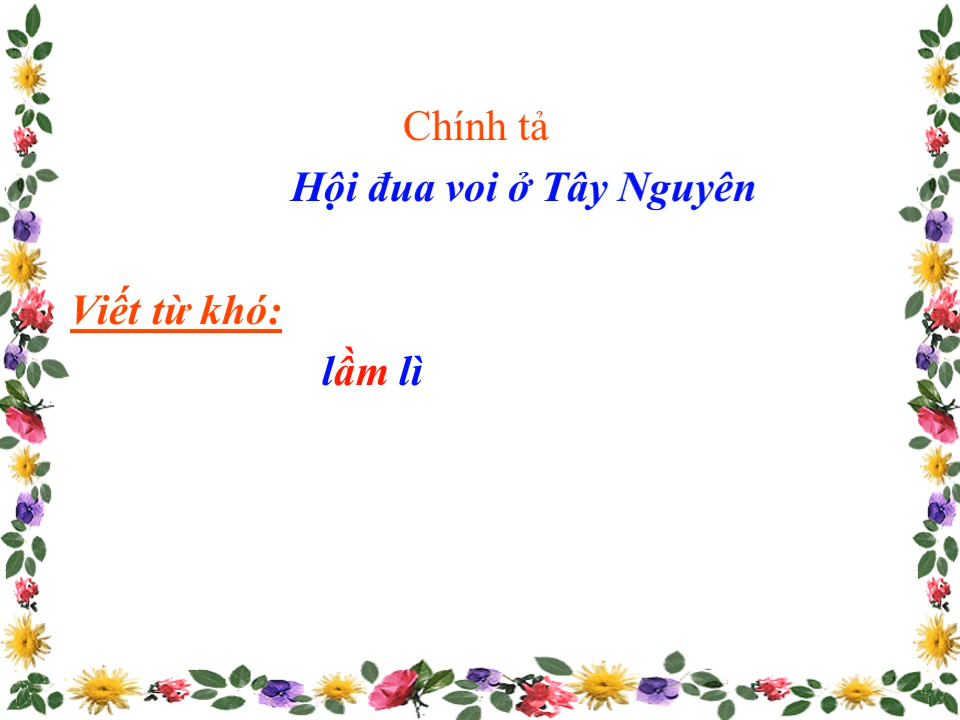 Chính tả
Hội đua voi ở Tây Nguyên
Viết từ khó:
lầm lì